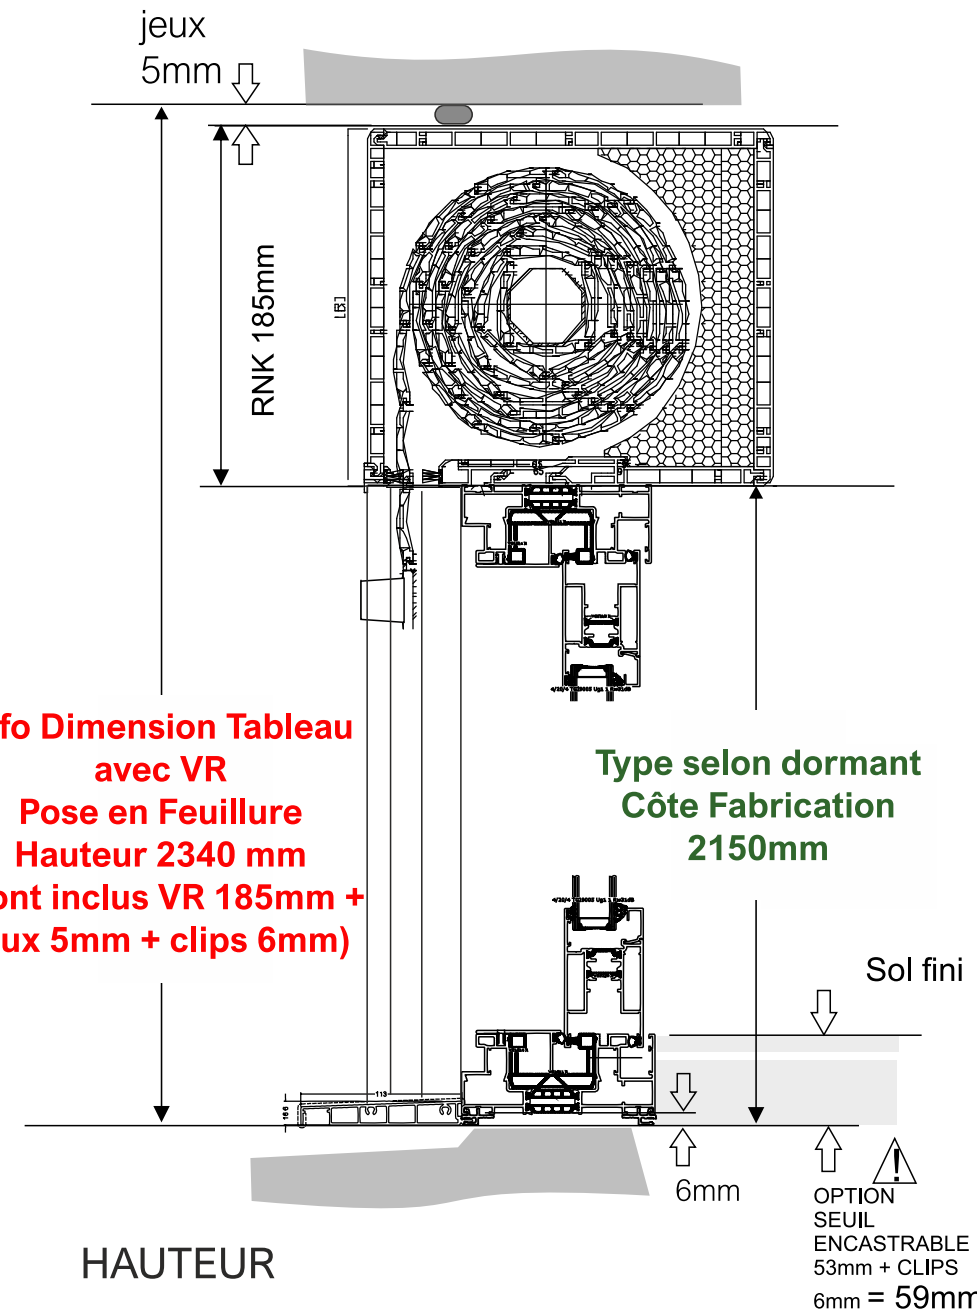 jeux
5mm
RNK 185mm
fo Dimension Tableau
avec VR
Pose en Feuillure
Hauteur 2340 mm
ont inclus VR 185mm +
ux 5mm + clips 6mm)
Type selon dormant
Côte Fabrication
2150mm
Sol fini
113
6mm
OPTION
SEUIL
ENCASTRABLE
53mm + CLIPS
6mm = 59mm
HAUTEUR